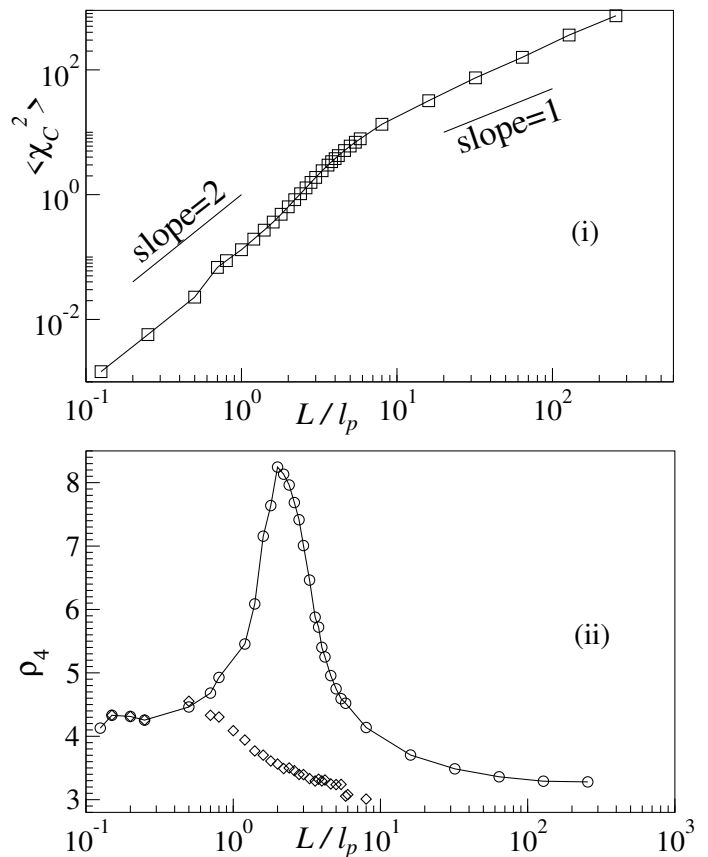 10^2
10^0
10^-2
<χ_C^2>
slope=2
slope=1
(i)
10^-1 10^0 10^1 10^2
L / l_p
8
7
6
5
4
3
ρ_4
(ii)
10^-1 10^0 10^1 10^2 10^3
L / l_p